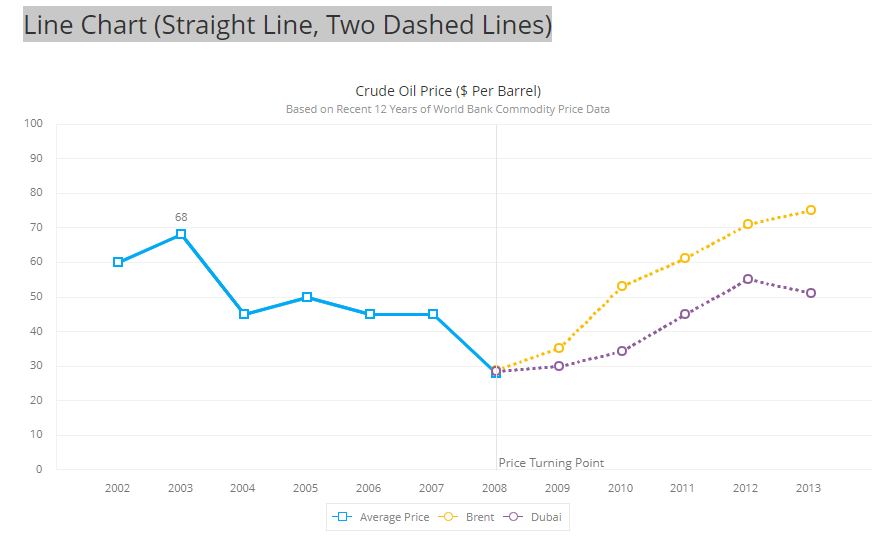 Line Chart (Straight Line, Two Dashed Lines)
Crude Oil Price ($ Per Barrel)
Based on Recent 12 Years of World Bank Commodity Price Data
100
90
80
70
60
50
40
30
20
10
0
68
Price Turning Point
2002 2003 2004 2005 2006 2007 2008 2009 2010 2011 2012 2013
Average Price Brent Dubai